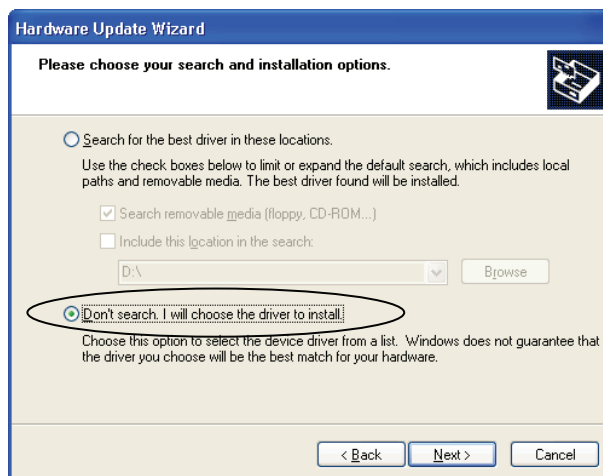 Hardware Update Wizard
Please choose your search and installation options.
Search for the best driver in these locations.
Use the check boxes below to limit or expand the default search, which includes local
paths and removable media. The best driver found will be installed.
Search removable media (floppy, CD-ROM...)
Include this location in the search:
D:\
Browse
Don't search. I will choose the driver to install.
Choose this option to select the device driver from a list. Windows does not guarantee that
the driver you choose will be the best match for your hardware.
< Back Next > Cancel